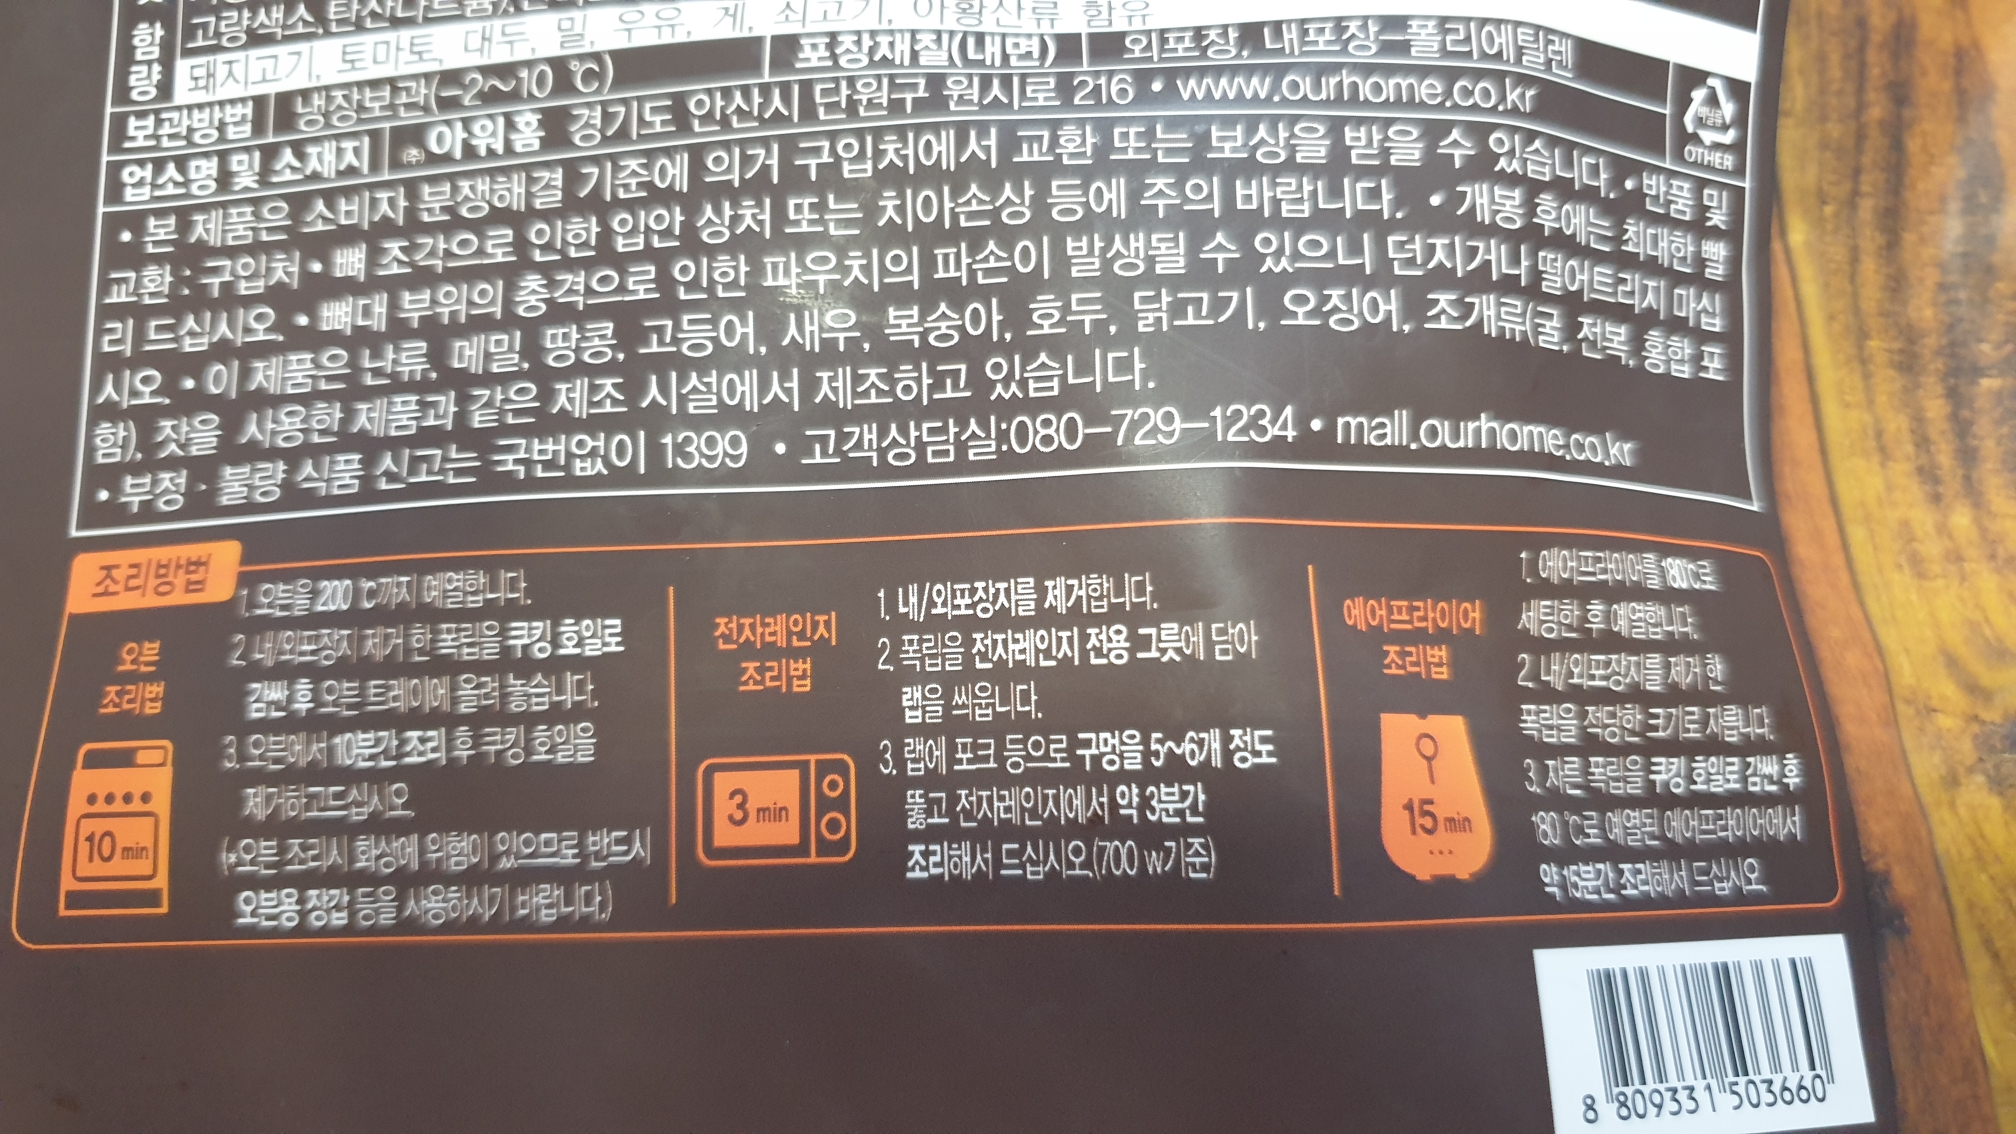 함
량
고량색소, 탄산나트륨),
돼지고기, 토마토, 대두, 밀, 우유, 게, 쇠고기, 아황산류 함유
보관방법 냉장보관(-2~10 ℃) 포장재질(내면) 외포장, 내포장-폴리에틸렌
업소명 및 소재지 ㈜아워홈 경기도 안산시 단원구 원시로 216 • www.ourhome.co.kr
비닐류
OTHER
• 본 제품은 소비자 분쟁해결 기준에 의거 구입처에서 교환 또는 보상을 받을 수 있습니다. • 반품 및
교환 : 구입처 • 뼈 조각으로 인한 입안 상처 또는 치아손상 등에 주의 바랍니다. • 개봉 후에는 최대한 빨
리 드십시오. • 뼈대 부위의 충격으로 인한 파우치의 파손이 발생될 수 있으니 던지거나 떨어트리지 마십
시오. • 이 제품은 난류, 메밀, 땅콩, 고등어, 새우, 복숭아, 호두, 닭고기, 오징어, 조개류(굴, 전복, 홍합 포
함), 잣을 사용한 제품과 같은 제조 시설에서 제조하고 있습니다.
• 부정 · 불량 식품 신고는 국번없이 1399 • 고객상담실:080-729-1234 • mall.ourhome.co.kr
조리방법
오븐
조리법
10 min
1. 오븐을 200 ℃까지 예열합니다.
2. 내/외포장지 제거 한 폭립을 쿠킹 호일로
감싼 후 오븐 트레이에 올려 놓습니다.
3. 오븐에서 10분간 조리 후 쿠킹 호일을
제거하고드십시오.
(*오븐 조리시 화상에 위험이 있으므로 반드시
오븐용 장갑 등을 사용하시기 바랍니다.)
전자레인지
조리법
3 min
1. 내/외포장지를 제거합니다.
2. 폭립을 전자레인지 전용 그릇에 담아
랩을 씌웁니다.
3. 랩에 포크 등으로 구멍을 5~6개 정도
뚫고 전자레인지에서 약 3분간
조리해서 드십시오.(700 w기준)
에어프라이어
조리법
15 min
1. 에어프라이어를 180℃로
세팅한 후 예열합니다.
2. 내/외포장지를 제거 한
폭립을 적당한 크기로 자릅니다.
3. 자른 폭립을 쿠킹 호일로 감싼 후
180 ℃로 예열된 에어프라이어에서
약 15분간 조리해서 드십시오.
8 809331 503660